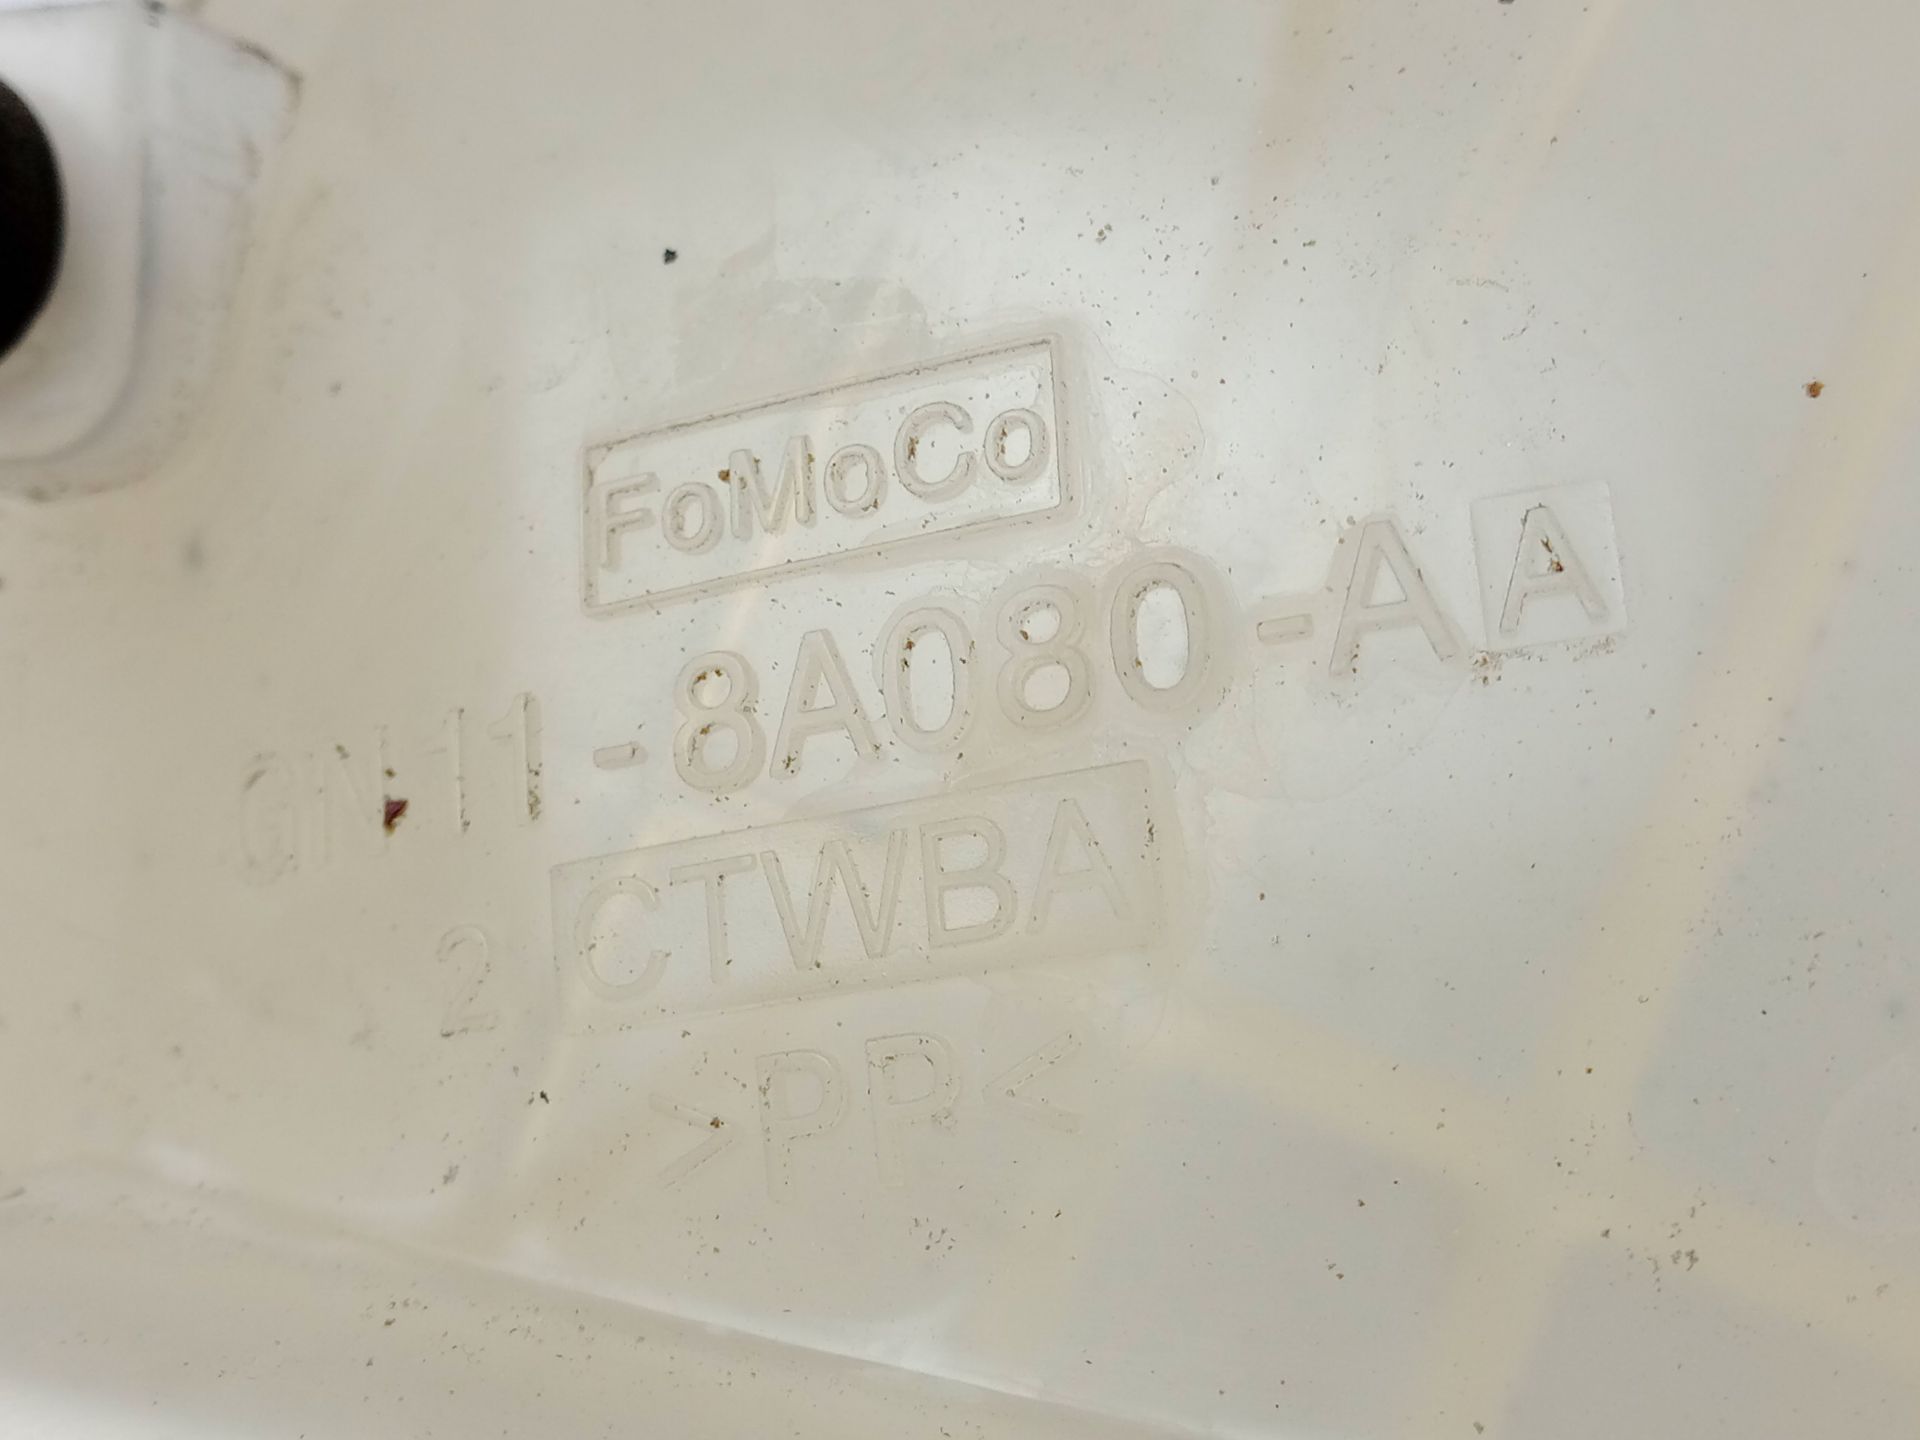 FoMoCo
GN11-8A080-AA
2 CTWBA
>PP<